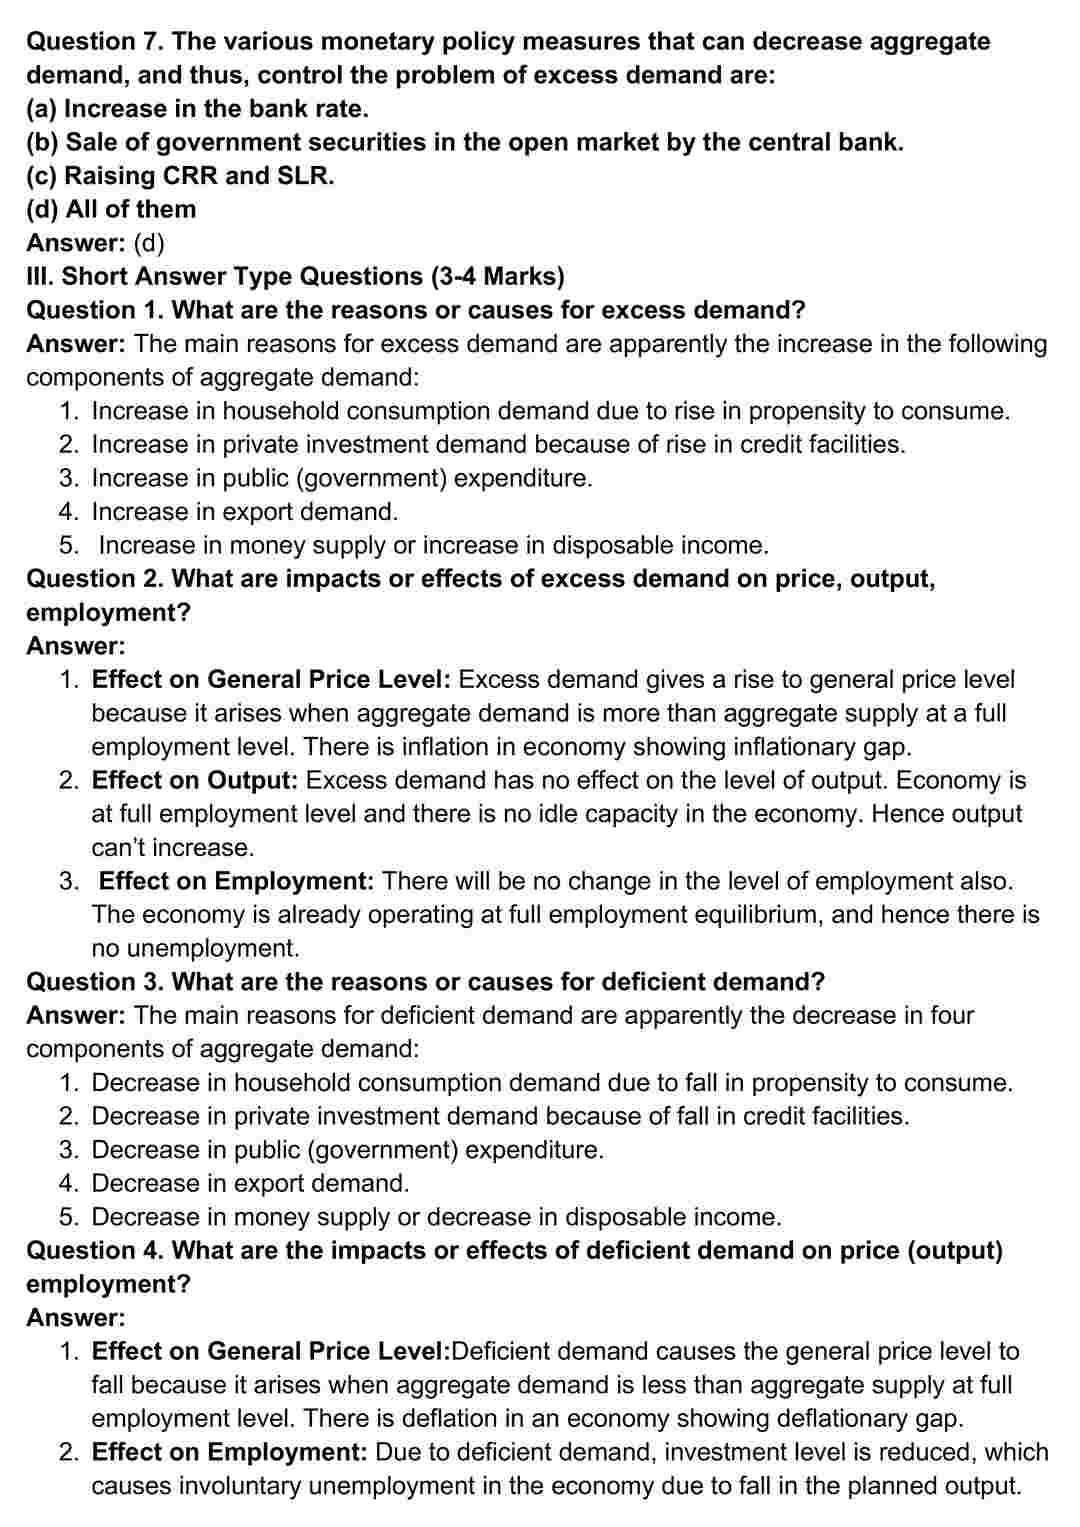 Question 7. The various monetary policy measures that can decrease aggregate
demand, and thus, control the problem of excess demand are:
(a) Increase in the bank rate.
(b) Sale of government securities in the open market by the central bank.
(c) Raising CRR and SLR.
(d) All of them
Answer: (d)
III. Short Answer Type Questions (3-4 Marks)
Question 1. What are the reasons or causes for excess demand?
Answer: The main reasons for excess demand are apparently the increase in the following
components of aggregate demand:
1. Increase in household consumption demand due to rise in propensity to consume.
2. Increase in private investment demand because of rise in credit facilities.
3. Increase in public (government) expenditure.
4. Increase in export demand.
5. Increase in money supply or increase in disposable income.
Question 2. What are impacts or effects of excess demand on price, output,
employment?
Answer:
1. Effect on General Price Level: Excess demand gives a rise to general price level
because it arises when aggregate demand is more than aggregate supply at a full
employment level. There is inflation in economy showing inflationary gap.
2. Effect on Output: Excess demand has no effect on the level of output. Economy is
at full employment level and there is no idle capacity in the economy. Hence output
can't increase.
3. Effect on Employment: There will be no change in the level of employment also.
The economy is already operating at full employment equilibrium, and hence there is
no unemployment.
Question 3. What are the reasons or causes for deficient demand?
Answer: The main reasons for deficient demand are apparently the decrease in four
components of aggregate demand:
1. Decrease in household consumption demand due to fall in propensity to consume.
2. Decrease in private investment demand because of fall in credit facilities.
3. Decrease in public (government) expenditure.
4. Decrease in export demand.
5. Decrease in money supply or decrease in disposable income.
Question 4. What are the impacts or effects of deficient demand on price (output)
employment?
Answer:
1. Effect on General Price Level:Deficient demand causes the general price level to
fall because it arises when aggregate demand is less than aggregate supply at full
employment level. There is deflation in an economy showing deflationary gap.
2. Effect on Employment: Due to deficient demand, investment level is reduced, which
causes involuntary unemployment in the economy due to fall in the planned output.